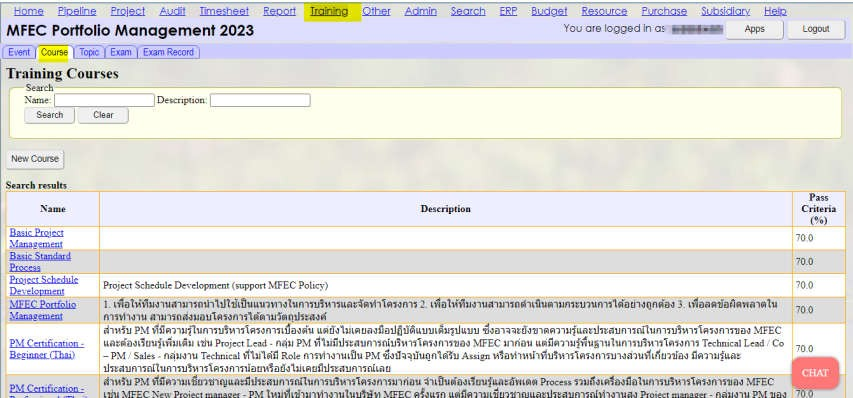 Home Pipeline Project Audit Timesheet Report Training Other Admin Search ERP Budget Resource Purchase Subsidiary Help
MFEC Portfolio Management 2023
You are logged in as
Apps
Logout
Event Course Topic Exam Exam Record
Training Courses
Search
Name: Description:
Search Clear
New Course
Search results
Name Description Pass Criteria (%)
Basic Project Management 70.0
Basic Standard Process 70.0
Project Schedule Development Project Schedule Development (support MFEC Policy) 70.0
MFEC Portfolio Management 1. เพื่อให้ทีมงานสามารถนำไปใช้เป็นแนวทางในการบริหารและจัดทำโครงการ 2. เพื่อให้ทีมงานสามารถดำเนินตามกระบวนการได้อย่างถูกต้อง 3. เพื่อลดข้อผิดพลาดใน
การทำงาน สามารถส่งมอบโครงการได้ตามวัตถุประสงค์ 70.0
PM Certification - Beginner (Thai) สำหรับ PM ที่มีความรู้ในการบริหารโครงการเบื้องต้น แต่ยังไม่เคยลงมือปฏิบัติแบบเต็มรูปแบบ ซึ่งอาจจะยังขาดความรู้และประสบการณ์ในการบริหารโครงการของ MFEC
และต้องเรียนรู้เพิ่มเติม เช่น Project Lead - กลุ่ม PM ที่ไม่มีประสบการณ์บริหารโครงการของ MFEC มาก่อน แต่มีความรู้พื้นฐานในการบริหารโครงการ Technical Lead / Co
– PM / Sales - กลุ่มงาน Technical ที่ไม่ได้มี Role การทำงานเป็น PM ซึ่งปัจจุบันถูกได้รับ Assign หรือทำหน้าที่บริหารโครงการบางส่วนที่เกี่ยวข้อง มีความรู้และ
ประสบการณ์ในการบริหารโครงการน้อยหรือยังไม่เคยมีประสบการณ์เลย 70.0
PM Certification - สำหรับ PM ที่มีความเชี่ยวชาญและมีประสบการณ์ในการบริหารโครงการมาก่อน จำเป็นต้องเรียนรู้และอัพเดต Process รวมถึงเครื่องมือในการบริหารโครงการของ MFEC
เช่น MFEC New Project manager - PM ใหม่ที่เข้ามาทำงานในบริษัท MFEC ครั้งแรก แต่มีความเชี่ยวชาญและประสบการณ์ทำงานสาง Project manager - กลุ่มงาน PM ของ 70.0
CHAT